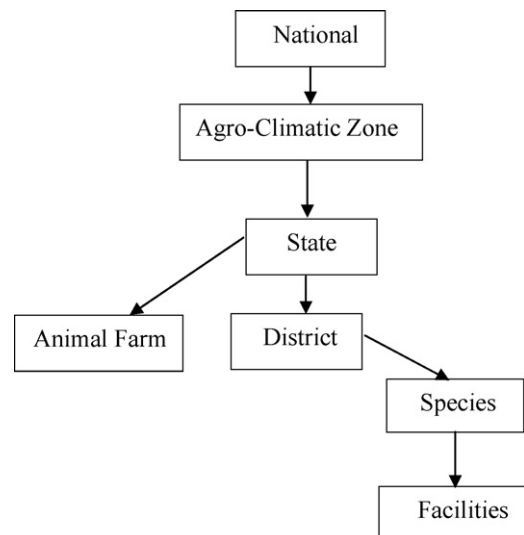 National
Agro-Climatic Zone
State
Animal Farm
District
Species
Facilities